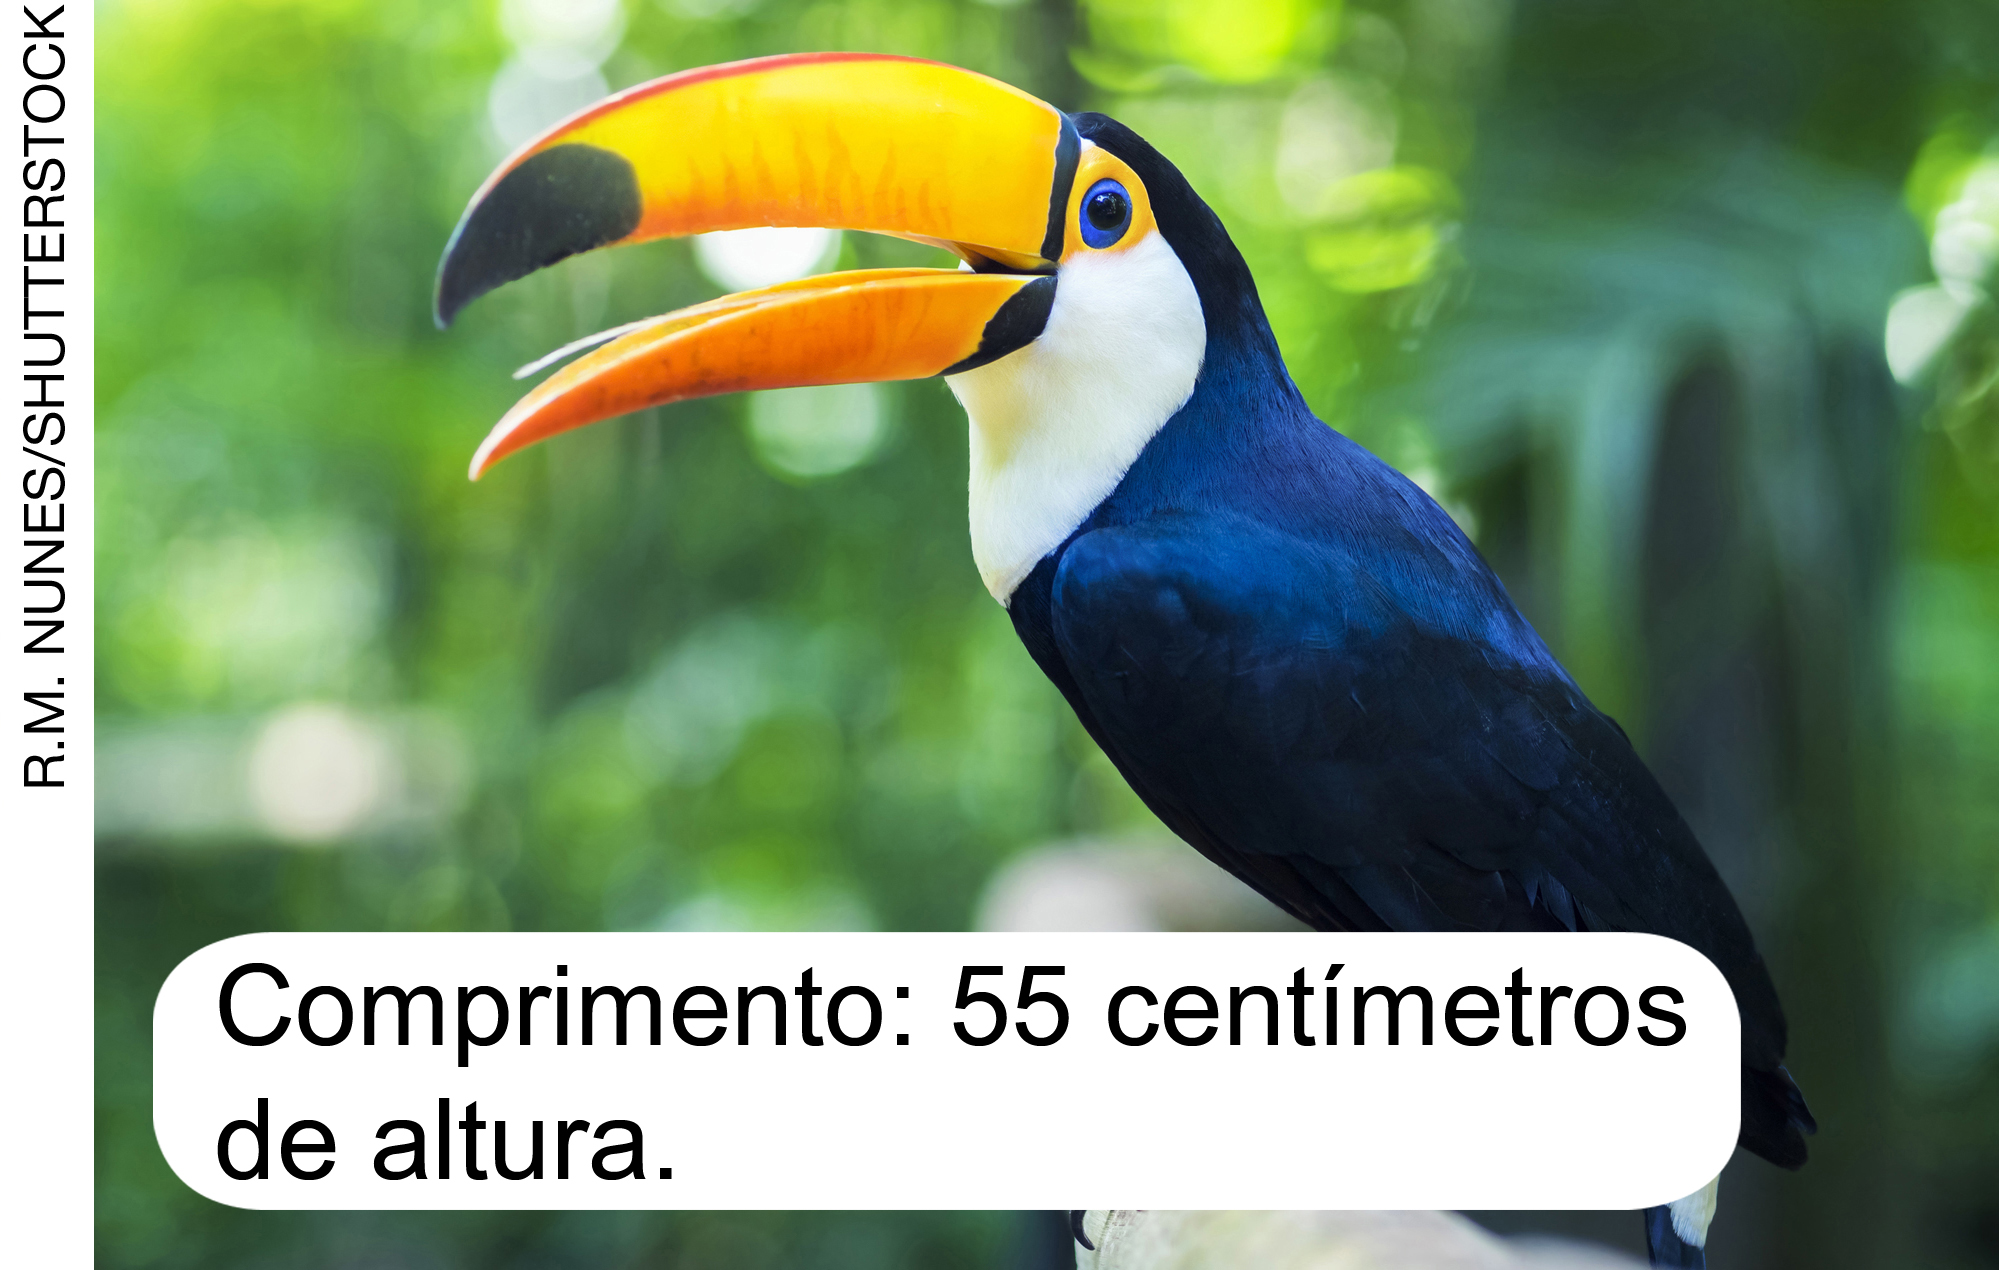 R.M. NUNES/SHUTTERSTOCK
Comprimento: 55 centímetros
de altura.